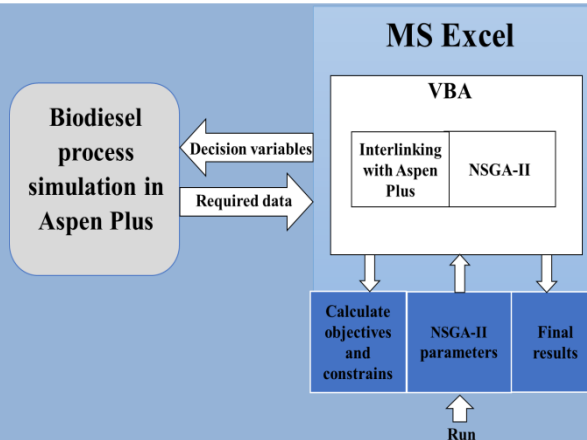 MS Excel
VBA
Biodiesel
process
simulation in
Aspen Plus
Decision variables
Required data
Interlinking
with Aspen
Plus
NSGA-II
Calculate
objectives
and
constrains
NSGA-II
parameters
Final
results
Run